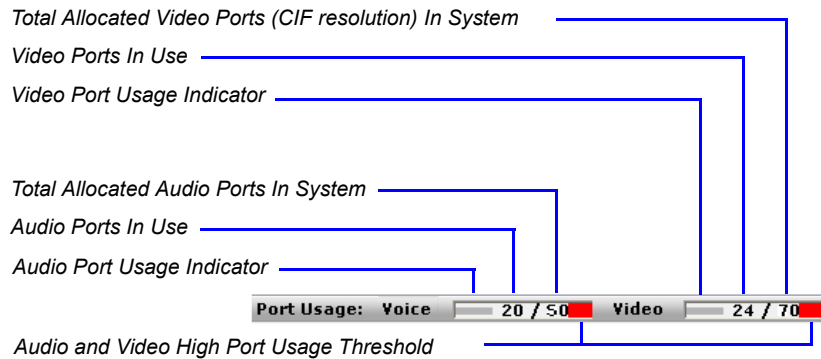 Total Allocated Video Ports (CIF resolution) In System
Video Ports In Use
Video Port Usage Indicator
Total Allocated Audio Ports In System
Audio Ports In Use
Audio Port Usage Indicator
Port Usage: Voice 20 / 50 Video 24 / 70
Audio and Video High Port Usage Threshold